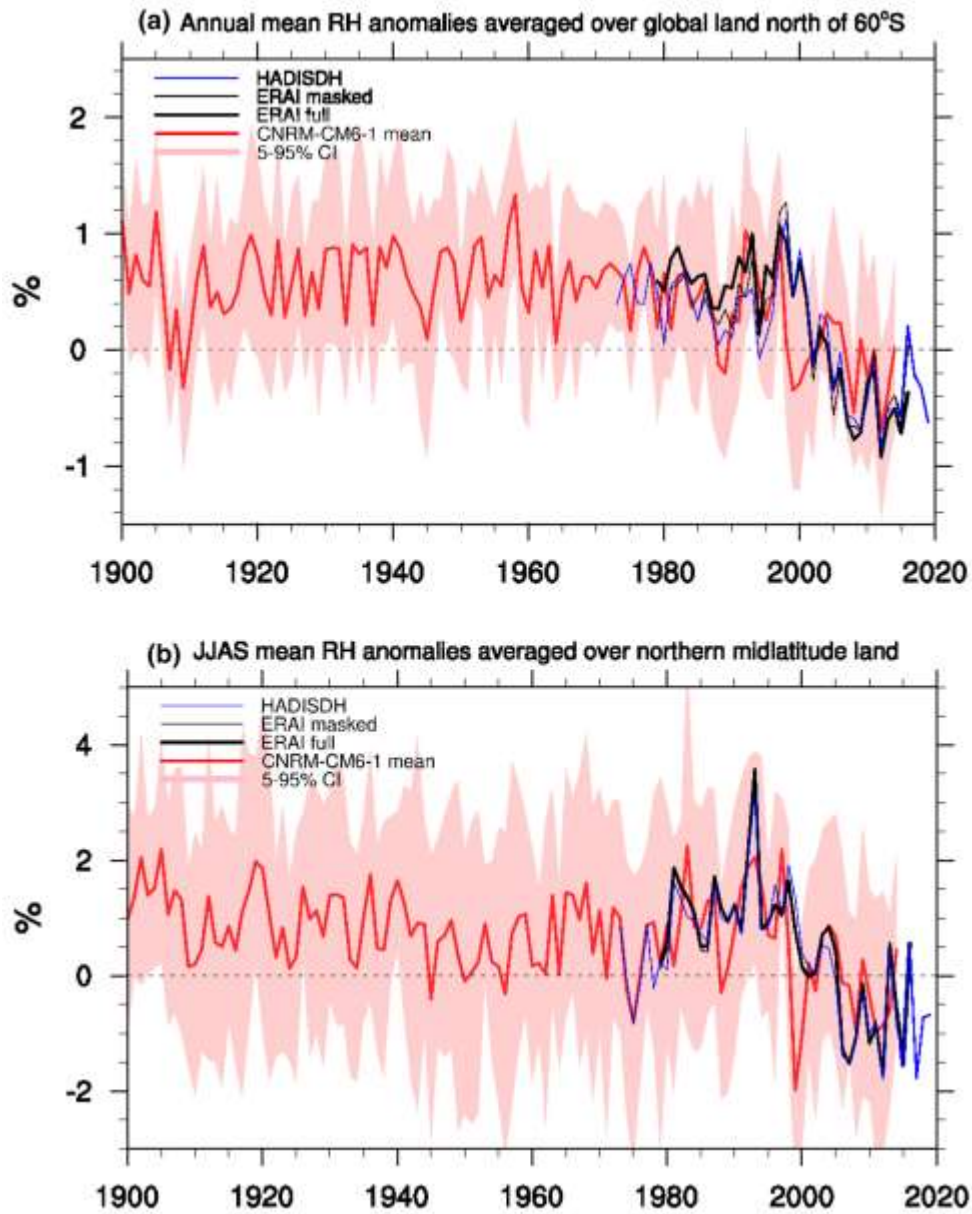 (a) Annual mean RH anomalies averaged over global land north of 60°S
HADISDH
ERAI masked
ERAI full
CNRM-CM6-1 mean
5-95% CI
%
2
1
0
-1
1900 1920 1940 1960 1980 2000 2020
(b) JJAS mean RH anomalies averaged over northern midlatitude land
HADISDH
ERAI masked
ERAI full
CNRM-CM6-1 mean
5-95% CI
%
4
2
0
-2
1900 1920 1940 1960 1980 2000 2020